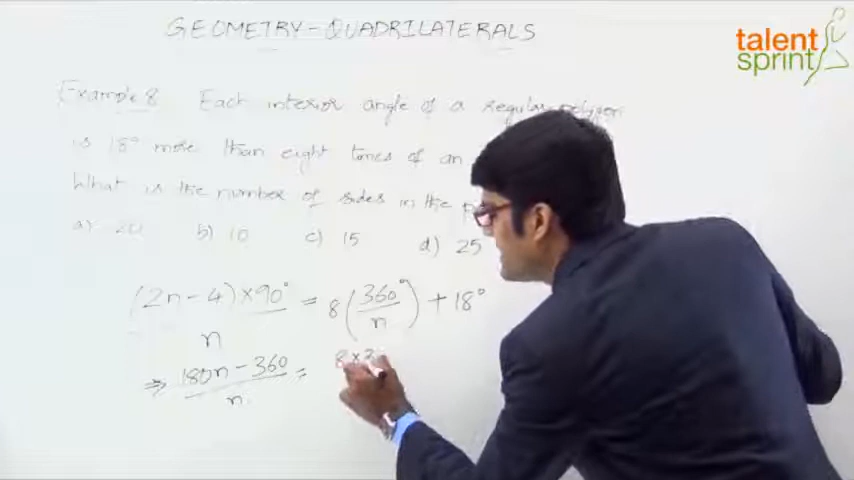 GEOMETRY-QUADRILATERALS
talent
sprint
Example 8 Each interior angle of a regular polygon
is 18° more than eight times of an
What is the number of sides in the
a) 20 b) 10 c) 15 d) 25
(2n-4)×90° / n = 8(360°/n) + 18°
⇒ 180n-360 / n = 8×3